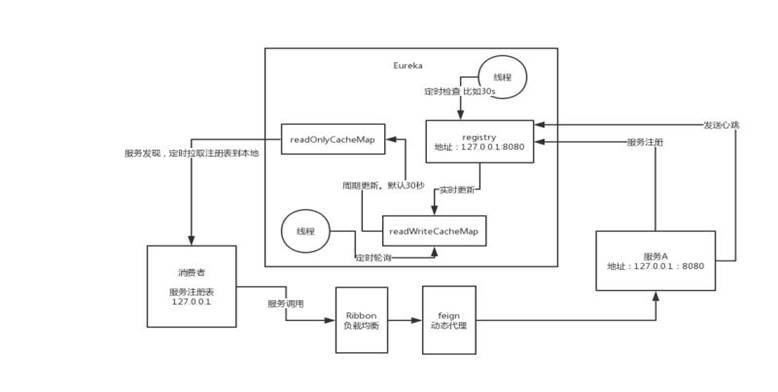 Eureka
线程
定时检查 比如30s
发送心跳
readOnlyCacheMap
registry
地址：127.0.0.1:8080
服务注册
服务发现，定时拉取注册表到本地
周期更新，默认30秒
实时更新
线程
readWriteCacheMap
定时轮询
服务A
地址：127.0.0.1：8080
消费者
服务注册表
127.0.0.1
服务调用
Ribbon
负载均衡
feign
动态代理